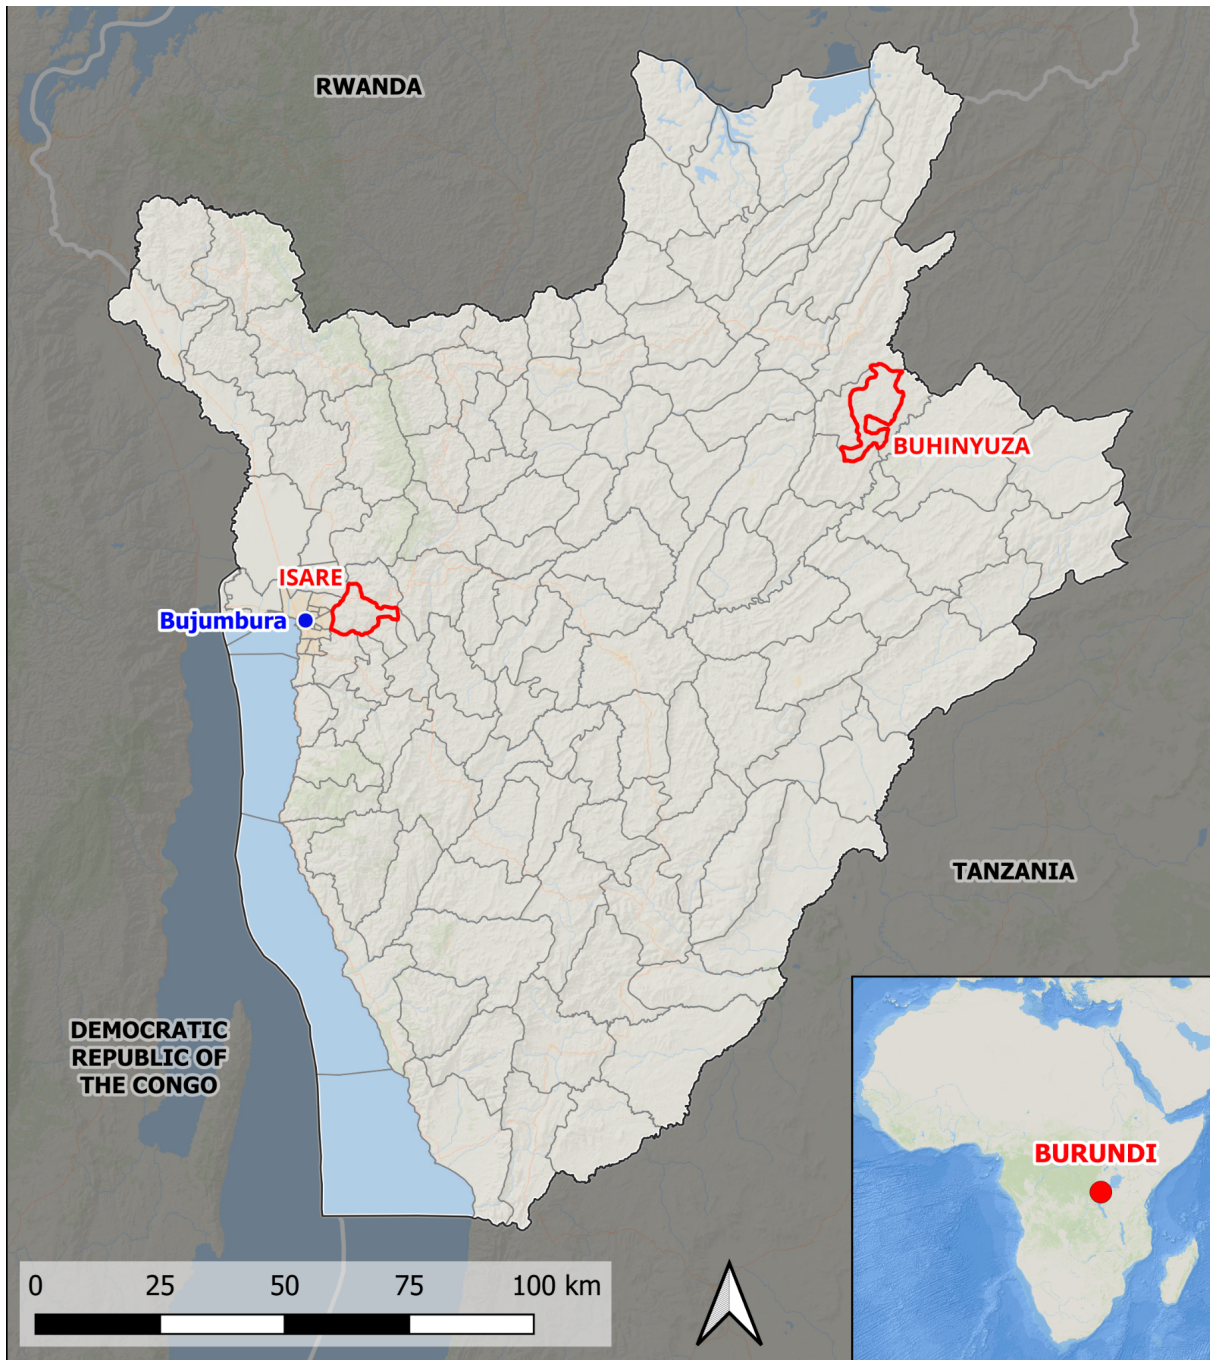 RWANDA
BUHINYUZA
ISARE
Bujumbura
TANZANIA
DEMOCRATIC
REPUBLIC OF
THE CONGO
BURUNDI
0 25 50 75 100 km